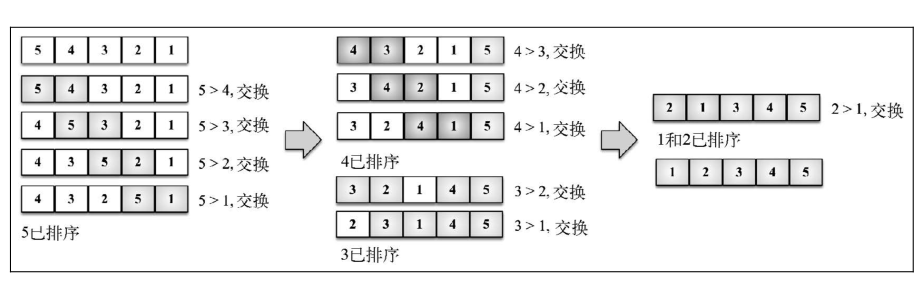 5 4 3 2 1
5 4 3 2 1 5 > 4, 交换
4 5 3 2 1 5 > 3, 交换
4 3 5 2 1 5 > 2, 交换
4 3 2 5 1 5 > 1, 交换
5已排序
4 3 2 1 5 4 > 3, 交换
3 4 2 1 5 4 > 2, 交换
3 2 4 1 5 4 > 1, 交换
4已排序
3 2 1 4 5 3 > 2, 交换
2 3 1 4 5 3 > 1, 交换
3已排序
2 1 3 4 5 2 > 1, 交换
1和2已排序
1 2 3 4 5